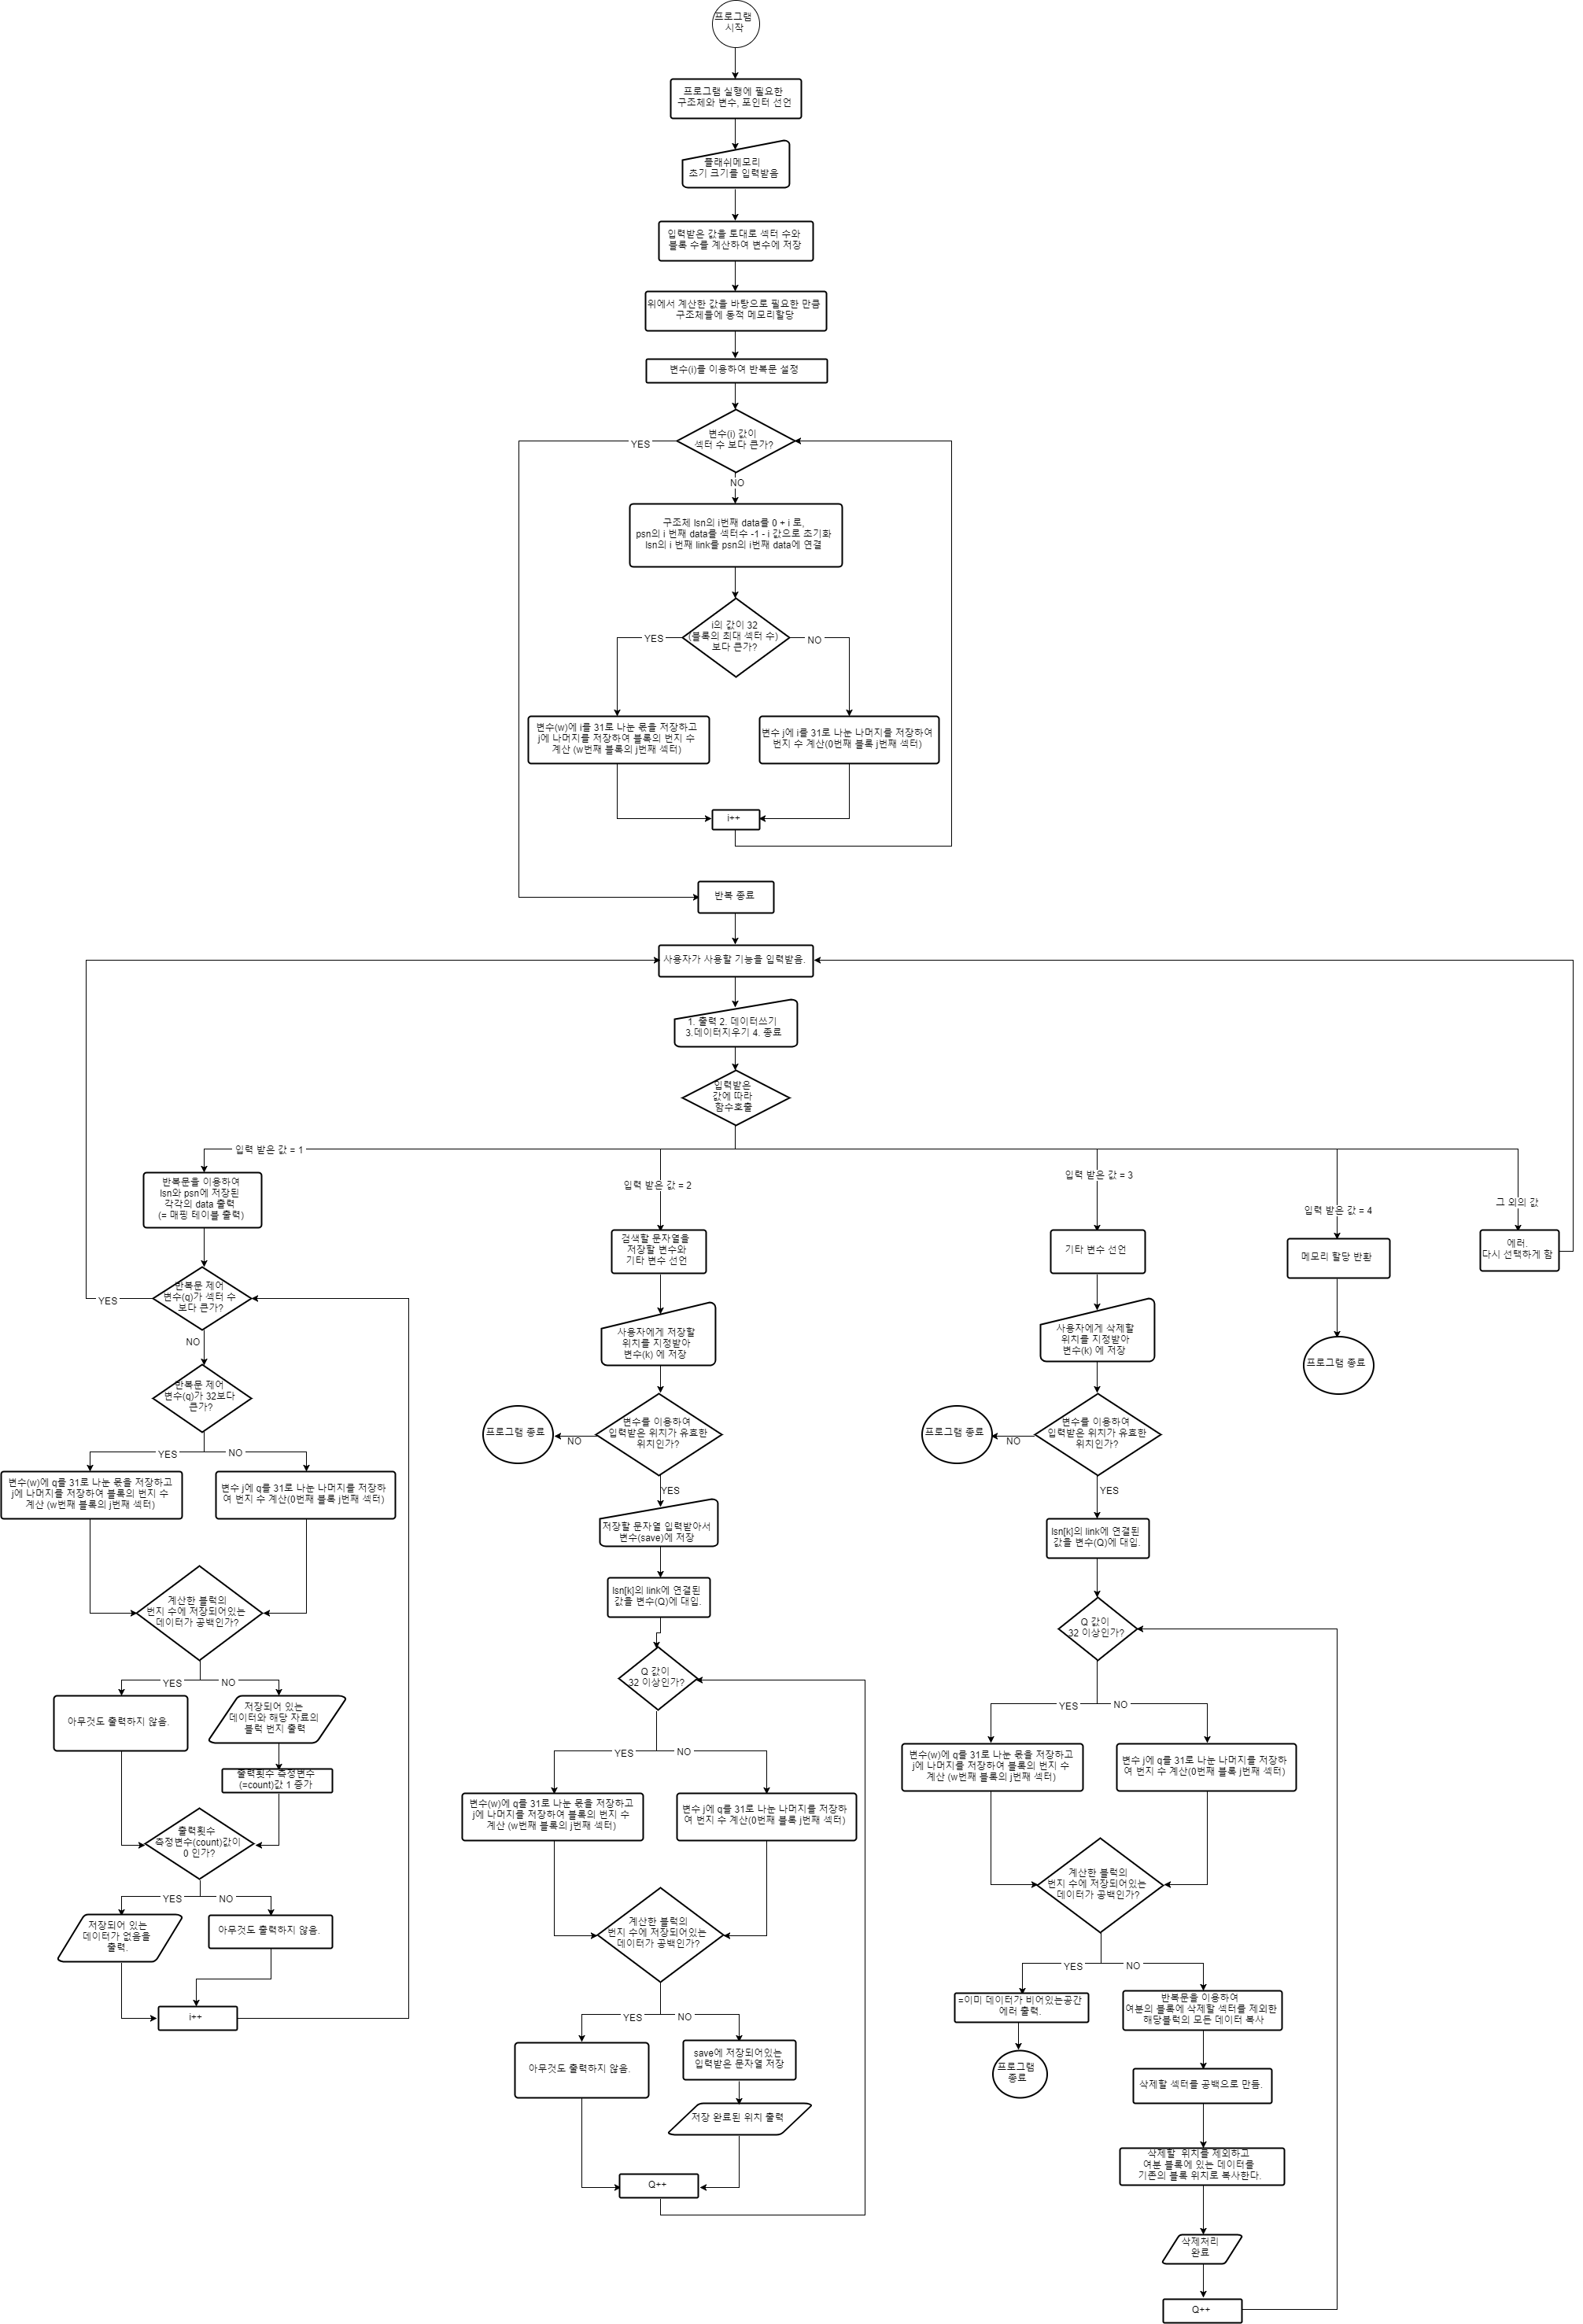 프로그램
시작
프로그램 실행에 필요한
구조체와 변수, 포인터 선언
플래쉬메모리
초기 크기를 입력받음
입력받은 값을 토대로 섹터 수와
블록 수를 계산하여 변수에 저장
위에서 계산한 값을 바탕으로 필요한 만큼
구조체들에 동적 메모리할당
변수(i)를 이용하여 반복문 설정
변수(i) 값이
섹터 수 보다 큰가?
YES
NO
구조체 lsn의 i번째 data를 0 + i 로,
psn의 i 번째 data를 섹터수 -1 - i 값으로 초기화
lsn의 i 번째 link를 psn의 i번째 data에 연결
i의 값이 32
(블록의 최대 섹터 수)
보다 큰가?
YES
NO
변수(w)에 i를 31로 나눈 몫을 저장하고
j에 나머지를 저장하여 블록의 번지 수
계산 (w번째 블록의 j번째 섹터)
변수 j에 i를 31로 나눈 나머지를 저장하여
번지 수 계산(0번째 블록 j번째 섹터)
i++
반복 종료
사용자가 사용할 기능을 입력받음.
1. 출력 2. 데이터쓰기
3.데이터지우기 4. 종료
입력받은
값에 따라
함수호출
입력 받은 값 = 1
반복문을 이용하여
lsn와 psn에 저장된
각각의 data 출력
(= 매핑 테이블 출력)
반복문 제어
변수(q)가 섹터 수
보다 큰가?
YES
NO
반복문 제어
변수(q)가 32보다
큰가?
YES
NO
변수(w)에 q를 31로 나눈 몫을 저장하고
j에 나머지를 저장하여 블록의 번지 수
계산 (w번째 블록의 j번째 섹터)
변수 j에 q를 31로 나눈 나머지를 저장하
여 번지 수 계산(0번째 블록 j번째 섹터)
계산한 블럭의
번지 수에 저장되어있는
데이터가 공백인가?
YES
NO
아무것도 출력하지 않음.
저장되어 있는
데이터와 해당 자료의
블럭 번지 출력
출력횟수 측정변수
(=count)값 1 증가
출력횟수
측정변수(count)값이
0 인가?
YES
NO
저장되어 있는
데이터가 없음을
출력.
아무것도 출력하지 않음.
i++
입력 받은 값 = 2
검색할 문자열을
저장할 변수와
기타 변수 선언
사용자에게 저장할
위치를 지정받아
변수(k) 에 저장
변수를 이용하여
입력받은 위치가 유효한
위치인가?
NO
프로그램 종료
YES
저장할 문자열 입력받아서
변수(save)에 저장
lsn[k]의 link에 연결된
값을 변수(Q)에 대입.
Q 값이
32 이상인가?
YES
NO
변수(w)에 q를 31로 나눈 몫을 저장하고
j에 나머지를 저장하여 블록의 번지 수
계산 (w번째 블록의 j번째 섹터)
변수 j에 q를 31로 나눈 나머지를 저장하
여 번지 수 계산(0번째 블록 j번째 섹터)
계산한 블럭의
번지 수에 저장되어있는
데이터가 공백인가?
YES
NO
아무것도 출력하지 않음.
save에 저장되어있는
입력받은 문자열 저장
저장 완료된 위치 출력
Q++
입력 받은 값 = 3
기타 변수 선언
사용자에게 삭제할
위치를 지정받아
변수(k) 에 저장
변수를 이용하여
입력받은 위치가 유효한
위치인가?
NO
프로그램 종료
YES
lsn[k]의 link에 연결된
값을 변수(Q)에 대입.
Q 값이
32 이상인가?
YES
NO
변수(w)에 q를 31로 나눈 몫을 저장하고
j에 나머지를 저장하여 블록의 번지 수
계산 (w번째 블록의 j번째 섹터)
변수 j에 q를 31로 나눈 나머지를 저장하
여 번지 수 계산(0번째 블록 j번째 섹터)
계산한 블럭의
번지 수에 저장되어있는
데이터가 공백인가?
YES
NO
=이미 데이터가 비어있는공간
에러 출력.
프로그램
종료
반복문을 이용하여
여분의 블록에 삭제할 섹터를 제외한
해당블럭의 모든 데이터 복사
삭제할 섹터를 공백으로 만듦.
삭제할 위치를 제외하고
여분 블록에 있는 데이터를
기존의 블록 위치로 복사한다.
삭제처리
완료
Q++
입력 받은 값 = 4
메모리 할당 반환
프로그램 종료
그 외의 값
에러.
다시 선택하게 함